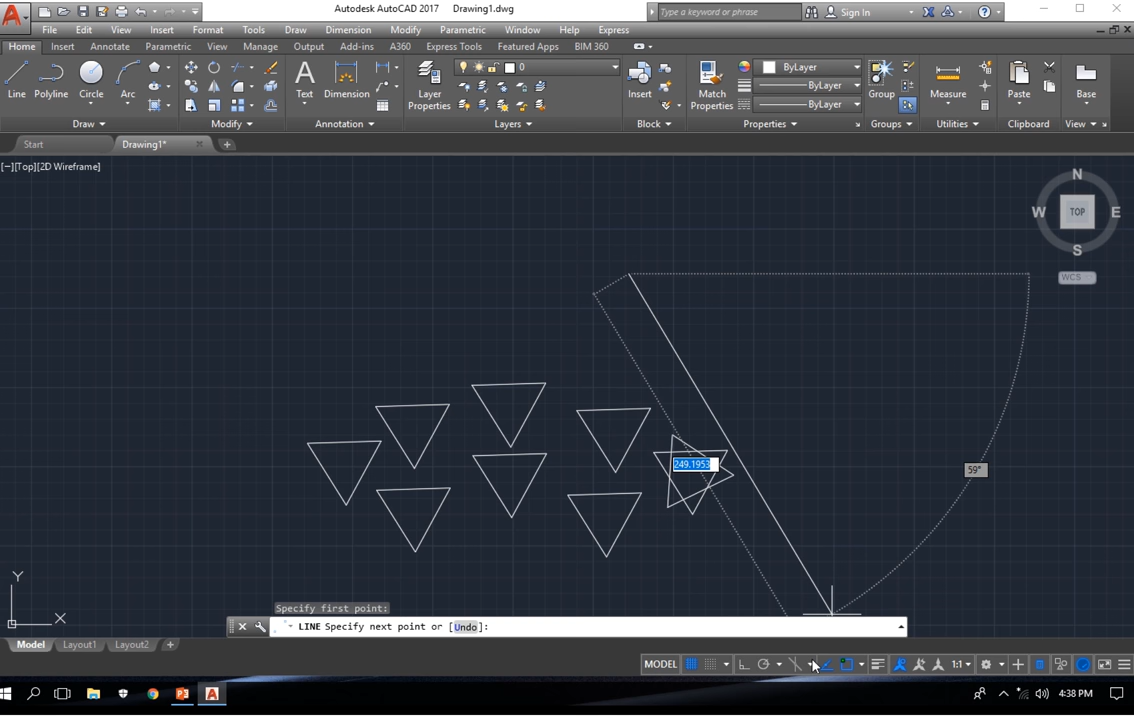 Autodesk AutoCAD 2017 Drawing1.dwg
Type a keyword or phrase
Sign In
File Edit View Insert Format Tools Draw Dimension Modify Parametric Window Help Express
Home Insert Annotate Parametric View Manage Output Add-ins A360 Express Tools Featured Apps BIM 360
0
ByLayer
ByLayer
ByLayer
Line Polyline Circle Arc
Text Dimension
Layer
Properties
Insert
Match
Properties
Group
Measure
Paste
Base
Draw Modify Annotation Layers Block Properties Groups Utilities Clipboard View
Start Drawing1*
[−][Top][2D Wireframe]
N
W TOP E
S
WCS
249.1953
59°
Y
X
Specify first point:
LINE Specify next point or [Undo]:
Model Layout1 Layout2
MODEL
1:1
4:38 PM